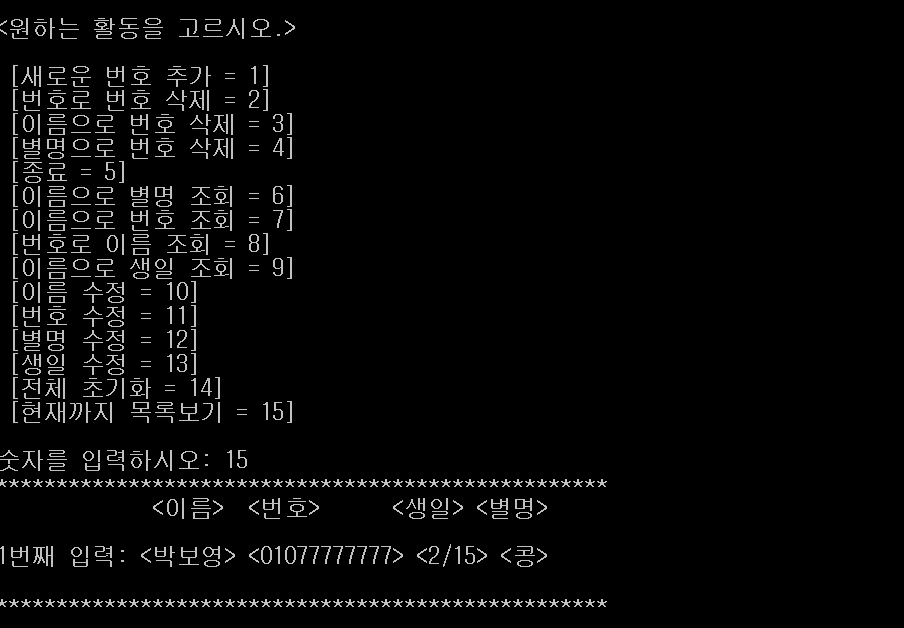 <원하는 활동을 고르시오.>
[새로운 번호 추가 = 1]
[번호로 번호 삭제 = 2]
[이름으로 번호 삭제 = 3]
[별명으로 번호 삭제 = 4]
[종료 = 5]
[이름으로 별명 조회 = 6]
[이름으로 번호 조회 = 7]
[번호로 이름 조회 = 8]
[이름으로 생일 조회 = 9]
[이름 수정 = 10]
[번호 수정 = 11]
[별명 수정 = 12]
[생일 수정 = 13]
[전체 초기화 = 14]
[현재까지 목록보기 = 15]
숫자를 입력하시오: 15
***************************************************
<이름> <번호> <생일> <별명>
1번째 입력: <박보영> <01077777777> <2/15> <콩>
***************************************************